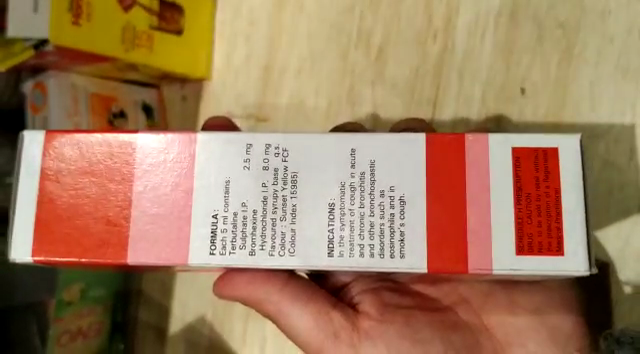 FORMULA:
Each 5 ml contains:
Terbutaline
Sulphate I.P. 2.5 mg
Bromhexine
Hydrochloride I.P. 8.0 mg
Flavoured syrupy base q.s.
Colour: Sunset Yellow FCF
(Colour Index 15985)
INDICATIONS:
In the symptomatic
treatment of cough in acute
and chronic bronchitis
and other bronchospastic
disorders such as
eosinophilia and in
smoker's cough.
SCHEDULE H PRESCRIPTION
DRUG - CAUTION
Not to be sold by retail without
the prescription of a Registered
Medical Practitioner.
ENO